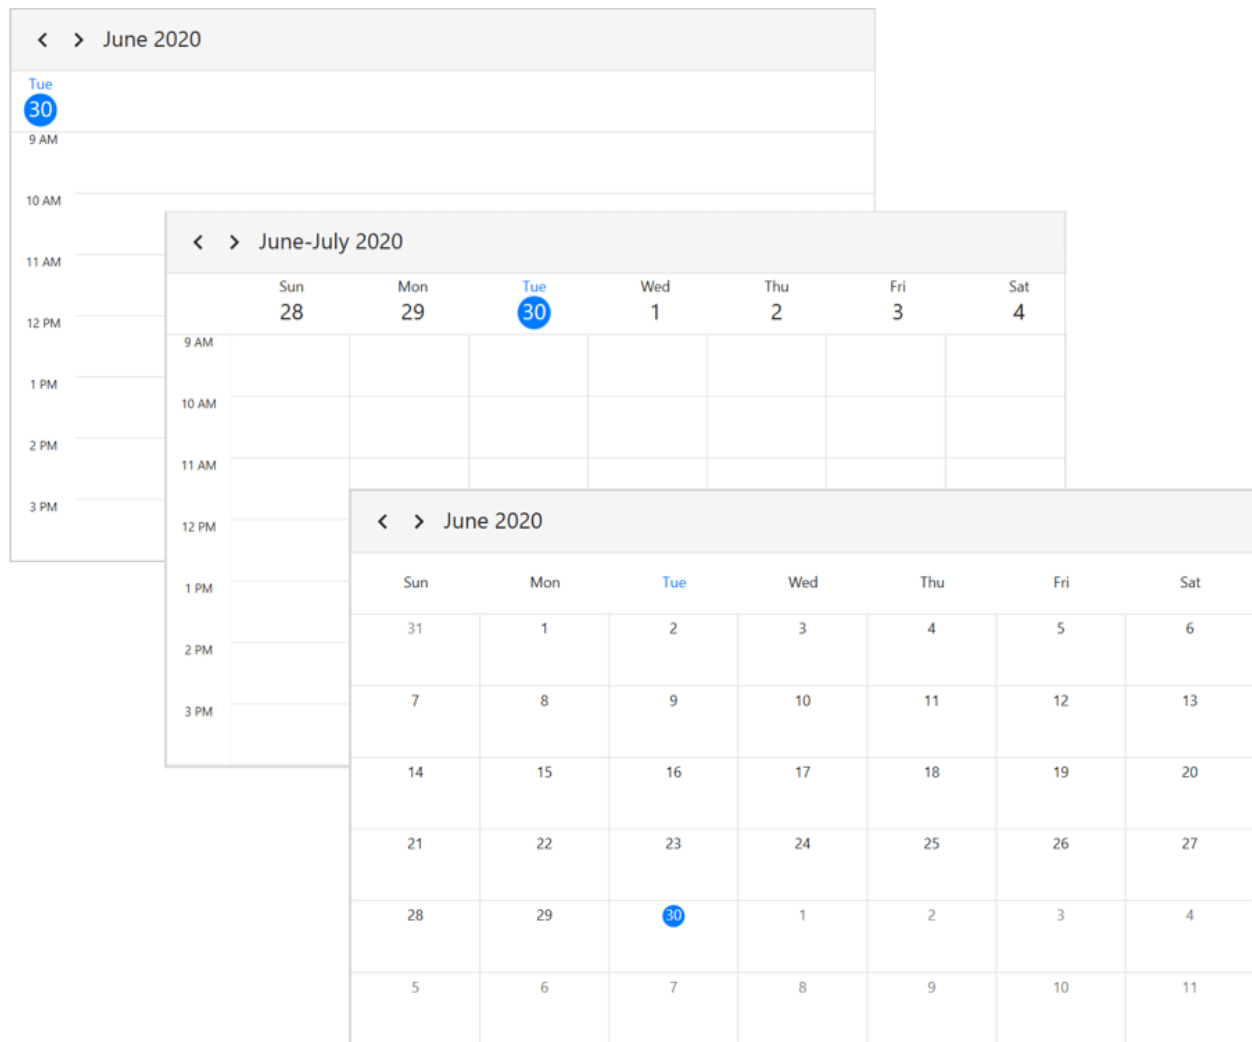 June 2020
Tue
30
9 AM
10 AM
11 AM
12 PM
1 PM
2 PM
3 PM
June-July 2020
Sun Mon Tue Wed Thu Fri Sat
28 29 30 1 2 3 4
9 AM
10 AM
11 AM
12 PM
1 PM
2 PM
3 PM
June 2020
Sun Mon Tue Wed Thu Fri Sat
31 1 2 3 4 5 6
7 8 9 10 11 12 13
14 15 16 17 18 19 20
21 22 23 24 25 26 27
28 29 30 1 2 3 4
5 6 7 8 9 10 11